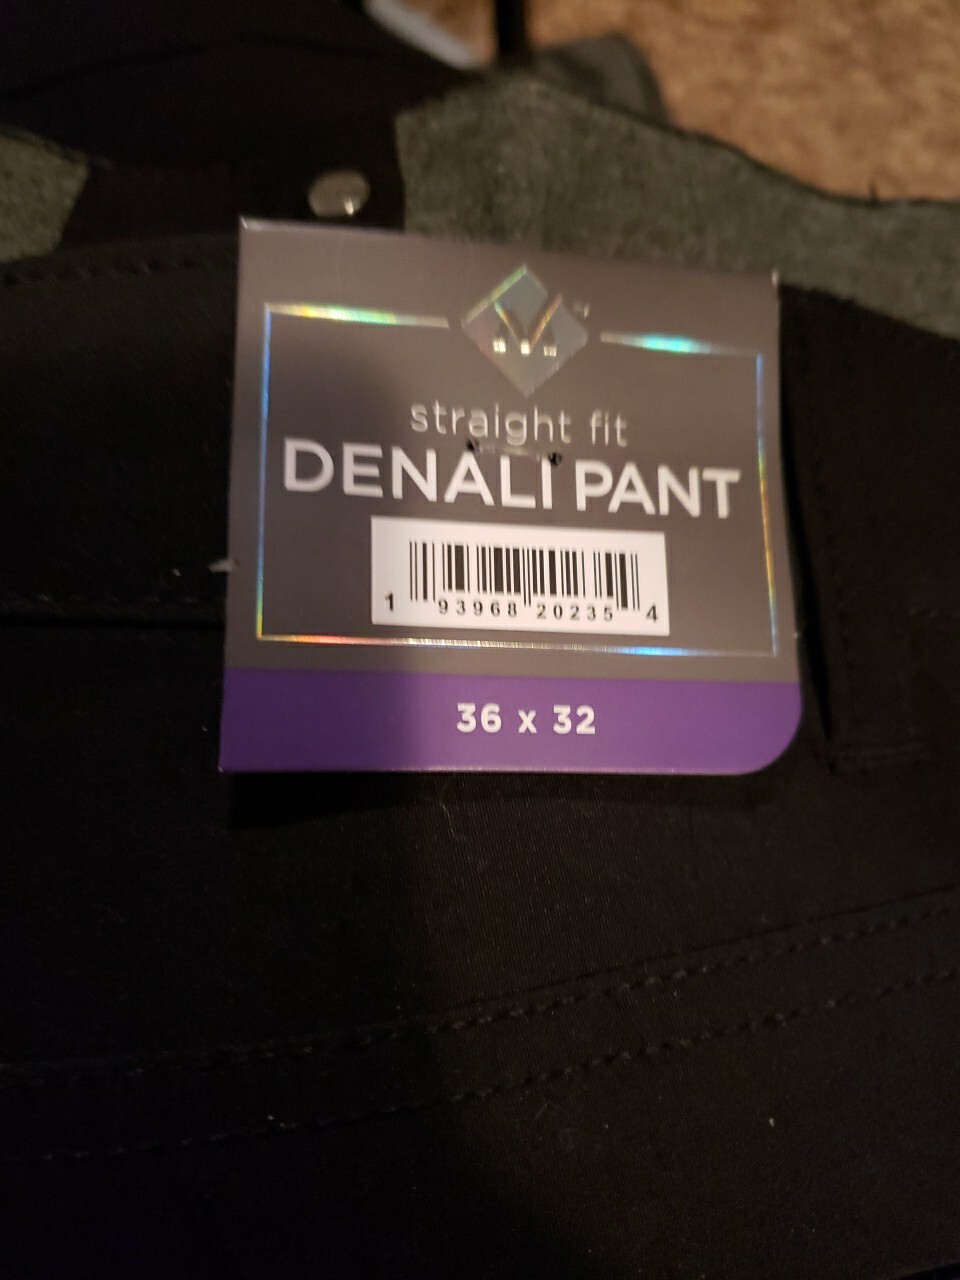 M
straight fit
DENALI PANT
1 93968 20235 4
36 x 32